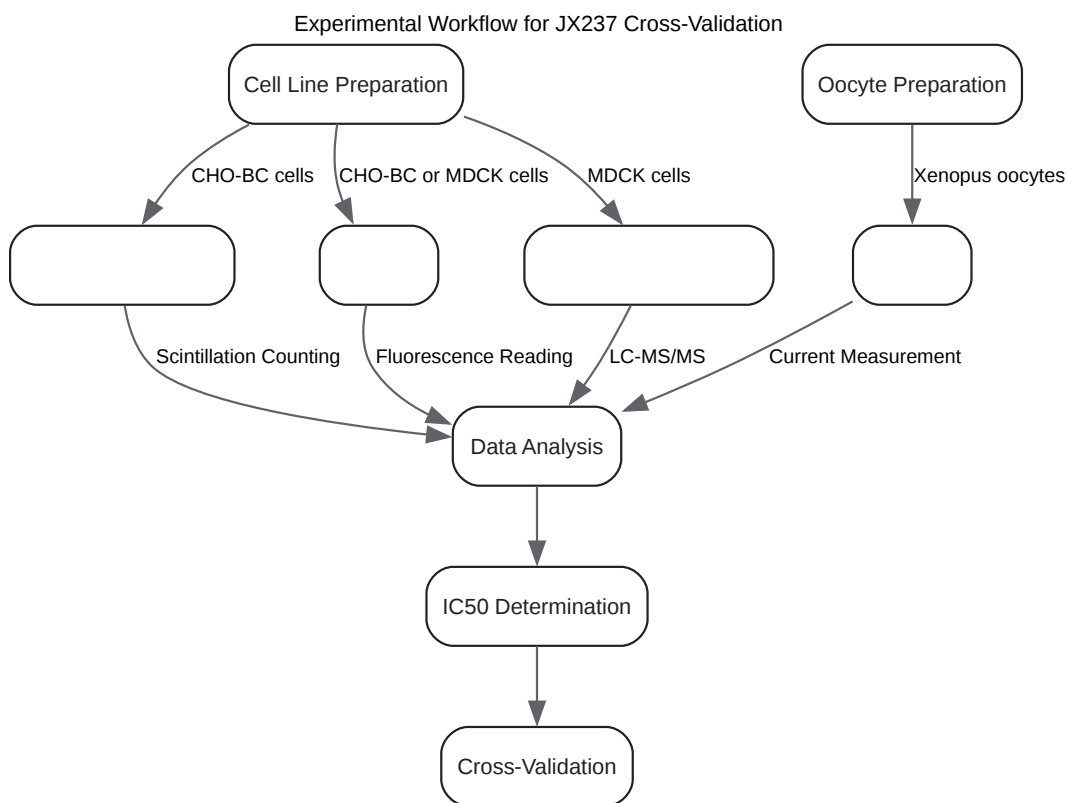 Experimental Workflow for JX237 Cross-Validation
Cell Line Preparation
Oocyte Preparation
CHO-BC cells
CHO-BC or MDCK cells
MDCK cells
Xenopus oocytes
Scintillation Counting
Fluorescence Reading
LC-MS/MS
Current Measurement
Data Analysis
IC50 Determination
Cross-Validation